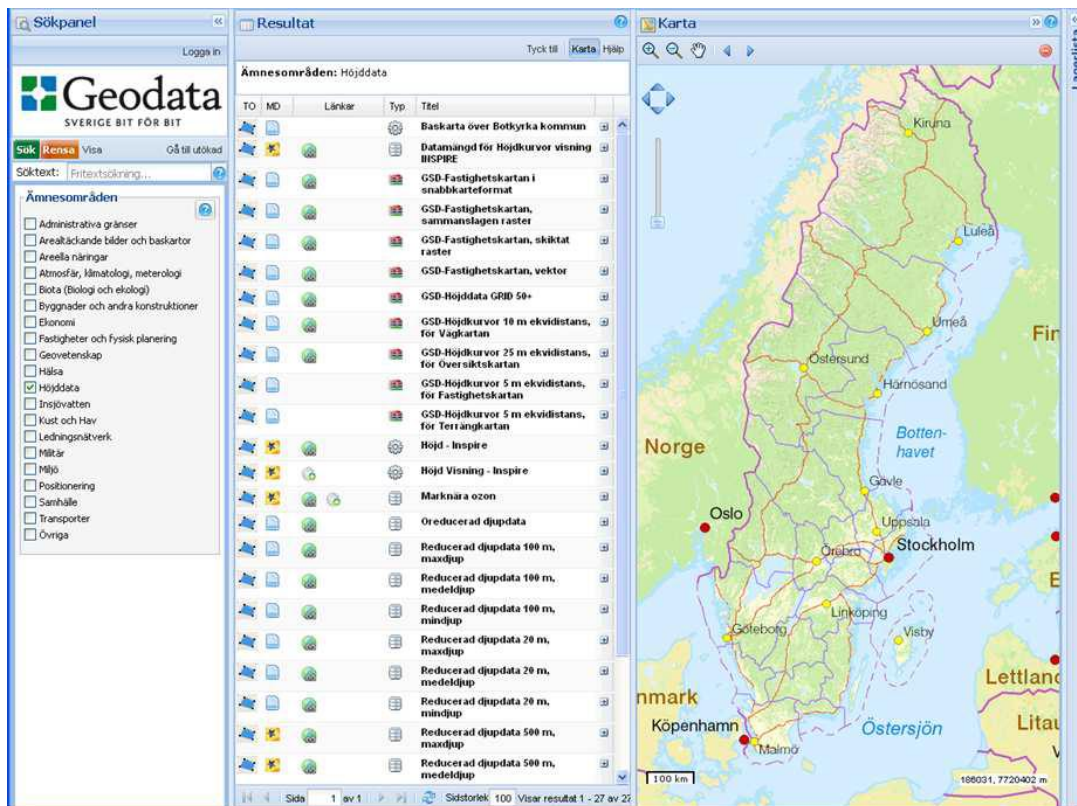 Sökpanel
Logga in
Geodata
SVERIGE BIT FÖR BIT
Sök Rensa Visa Gå till utökad
Söktext: Fritextsökning...
Ämnesområden
Administrativa gränser
Arealtäckande bilder och baskartor
Areella näringar
Atmosfär, klimatologi, meterologi
Biota (Biologi och ekologi)
Byggnader och andra konstruktioner
Ekonomi
Fastigheter och fysisk planering
Geovetenskap
Hälsa
Höjddata
Insjövatten
Kust och Hav
Ledningsnätverk
Militär
Miljö
Positionering
Samhälle
Transporter
Övriga
Resultat
Tyck till Karta Hjälp
Ämnesområden: Höjddata
TO MD Länkar Typ Titel
Baskarta över Botkyrka kommun
Datamängd för Höjdkurvor visning
INSPIRE
GSD-Fastighetskartan i
snabbkarteformat
GSD-Fastighetskartan,
sammanslagen raster
GSD-Fastighetskartan, skiktat
raster
GSD-Fastighetskartan, vektor
GSD-Höjddata GRID 50+
GSD-Höjdkurvor 10 m ekvidistans,
för Vägkartan
GSD-Höjdkurvor 25 m ekvidistans,
för Översiktskartan
GSD-Höjdkurvor 5 m ekvidistans,
för Fastighetskartan
GSD-Höjdkurvor 5 m ekvidistans,
för Terrängkartan
Höjd - Inspire
Höjd Visning - Inspire
Marknära ozon
Oreducerad djupdata
Reducerad djupdata 100 m,
maxdjup
Reducerad djupdata 100 m,
medeldjup
Reducerad djupdata 100 m,
mindjup
Reducerad djupdata 20 m,
maxdjup
Reducerad djupdata 20 m,
medeldjup
Reducerad djupdata 20 m,
mindjup
Reducerad djupdata 500 m,
maxdjup
Reducerad djupdata 500 m,
medeldjup
Sida 1 av 1 Sidstorlek 100 Visar resultat 1 - 27 av 27
Karta
Kiruna
Luleå
Umeå
Fin
Östersund
Härnösand
Norge
Botten-
havet
Gävle
Oslo
Uppsala
Örebro
Stockholm
E
Linköping
Göteborg
Visby
Lettland
nmark
Köpenhamn
Östersjön
Litau
Malmö
V
100 km
186031, 7720402 m
Lagerlista